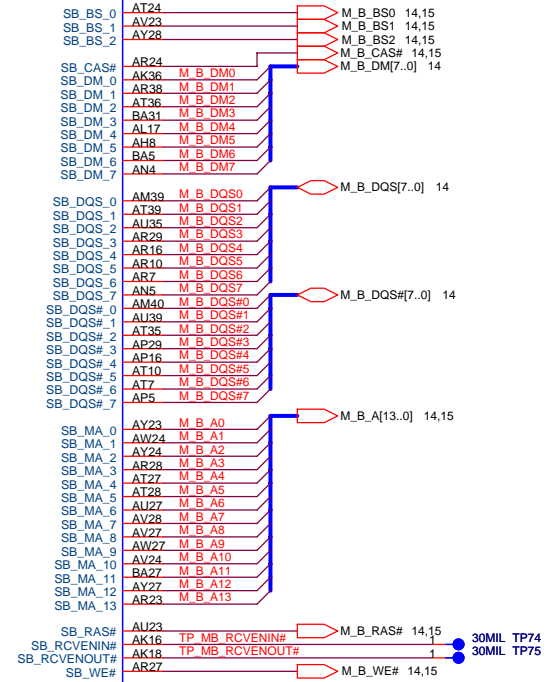 SB_BS_0 AT24 M_B_BS0 14,15
SB_BS_1 AV23 M_B_BS1 14,15
SB_BS_2 AY28 M_B_BS2 14,15
SB_CAS# AR24 M_B_CAS# 14,15
SB_DM_0 AK36 M_B_DM0 M_B_DM[7..0] 14
SB_DM_1 AR38 M_B_DM1
SB_DM_2 AT36 M_B_DM2
SB_DM_3 BA31 M_B_DM3
SB_DM_4 AL17 M_B_DM4
SB_DM_5 AH8 M_B_DM5
SB_DM_6 BA5 M_B_DM6
SB_DM_7 AN4 M_B_DM7
M_B_DQS[7..0] 14
SB_DQS_0 AM39 M_B_DQS0
SB_DQS_1 AT39 M_B_DQS1
SB_DQS_2 AU35 M_B_DQS2
SB_DQS_3 AR29 M_B_DQS3
SB_DQS_4 AR16 M_B_DQS4
SB_DQS_5 AR10 M_B_DQS5
SB_DQS_6 AR7 M_B_DQS6
SB_DQS_7 AN5 M_B_DQS7 M_B_DQS#[7..0] 14
SB_DQS#_0 AM40 M_B_DQS#0
SB_DQS#_1 AU39 M_B_DQS#1
SB_DQS#_2 AT35 M_B_DQS#2
SB_DQS#_3 AP29 M_B_DQS#3
SB_DQS#_4 AP16 M_B_DQS#4
SB_DQS#_5 AT10 M_B_DQS#5
SB_DQS#_6 AT7 M_B_DQS#6
SB_DQS#_7 AP5 M_B_DQS#7
M_B_A[13..0] 14,15
SB_MA_0 AY23 M_B_A0
SB_MA_1 AW24 M_B_A1
SB_MA_2 AY24 M_B_A2
SB_MA_3 AR28 M_B_A3
SB_MA_4 AT27 M_B_A4
SB_MA_5 AT28 M_B_A5
SB_MA_6 AU27 M_B_A6
SB_MA_7 AV28 M_B_A7
SB_MA_8 AV27 M_B_A8
SB_MA_9 AW27 M_B_A9
SB_MA_10 AV24 M_B_A10
SB_MA_11 BA27 M_B_A11
SB_MA_12 AY27 M_B_A12
SB_MA_13 AR23 M_B_A13
SB_RAS# AU23 M_B_RAS# 14,15
SB_RCVENIN# AK16 TP_MB_RCVENIN# 1 30MIL TP74
SB_RCVENOUT# AK18 TP_MB_RCVENOUT# 1 30MIL TP75
SB_WE# AR27 M_B_WE# 14,15